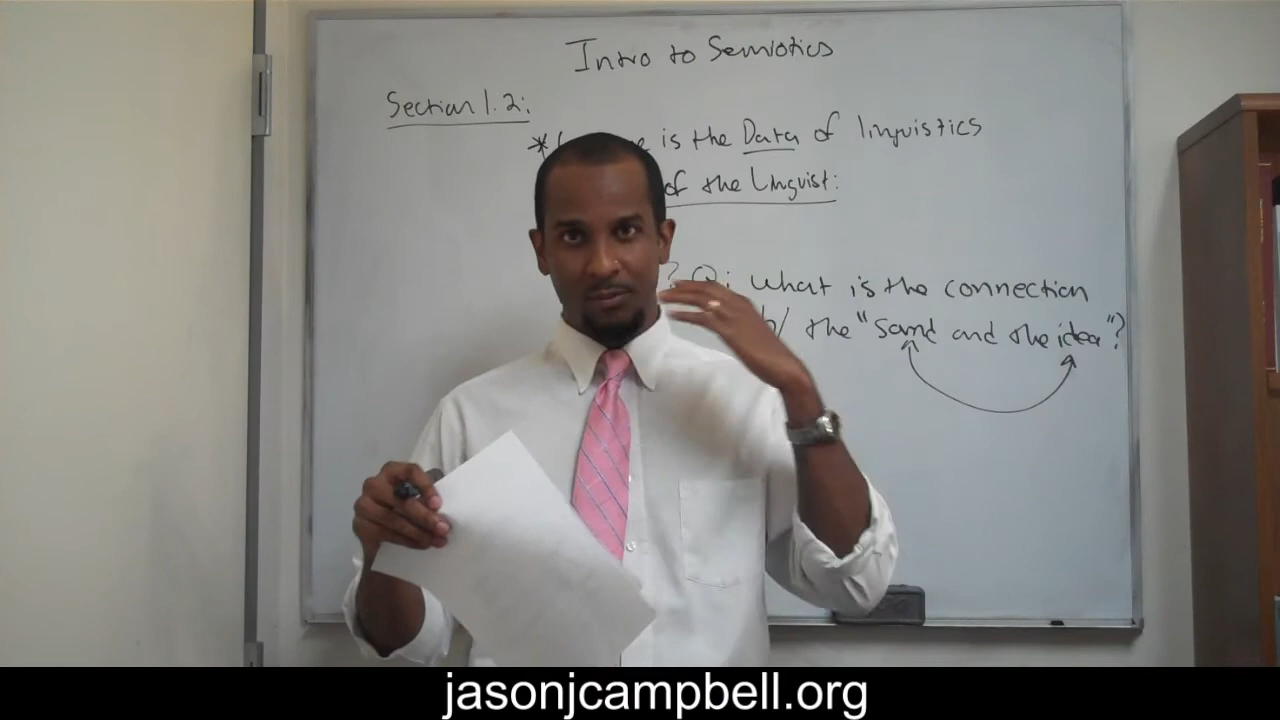 Intro to Semiotics
Section 1.2:
* is the Data of linguistics
of the Linguist:
? Q: What is the connection
b/ the "Sound and the idea"?
jasonjcampbell.org